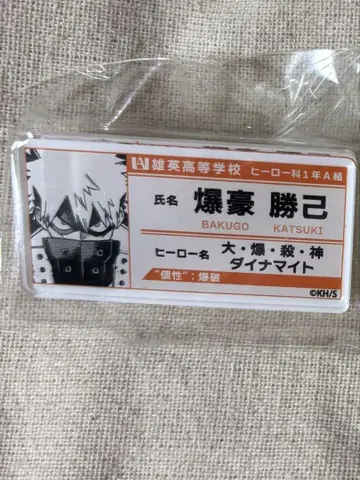 UA 雄英高等学校 ヒーロー科1年A組
氏名 爆豪 勝己
BAKUGO KATSUKI
ヒーロー名 大・爆・殺・神
ダイナマイト
"個性":爆破
©KH/S